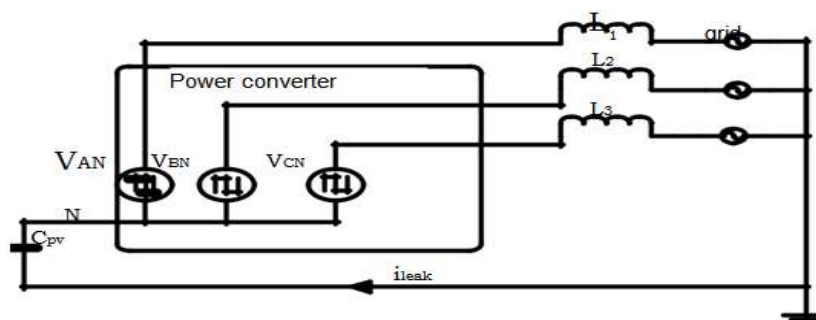 L1
grid
L2
Power converter
L3
VAN
VBN
VCN
N
Cpv
ileak